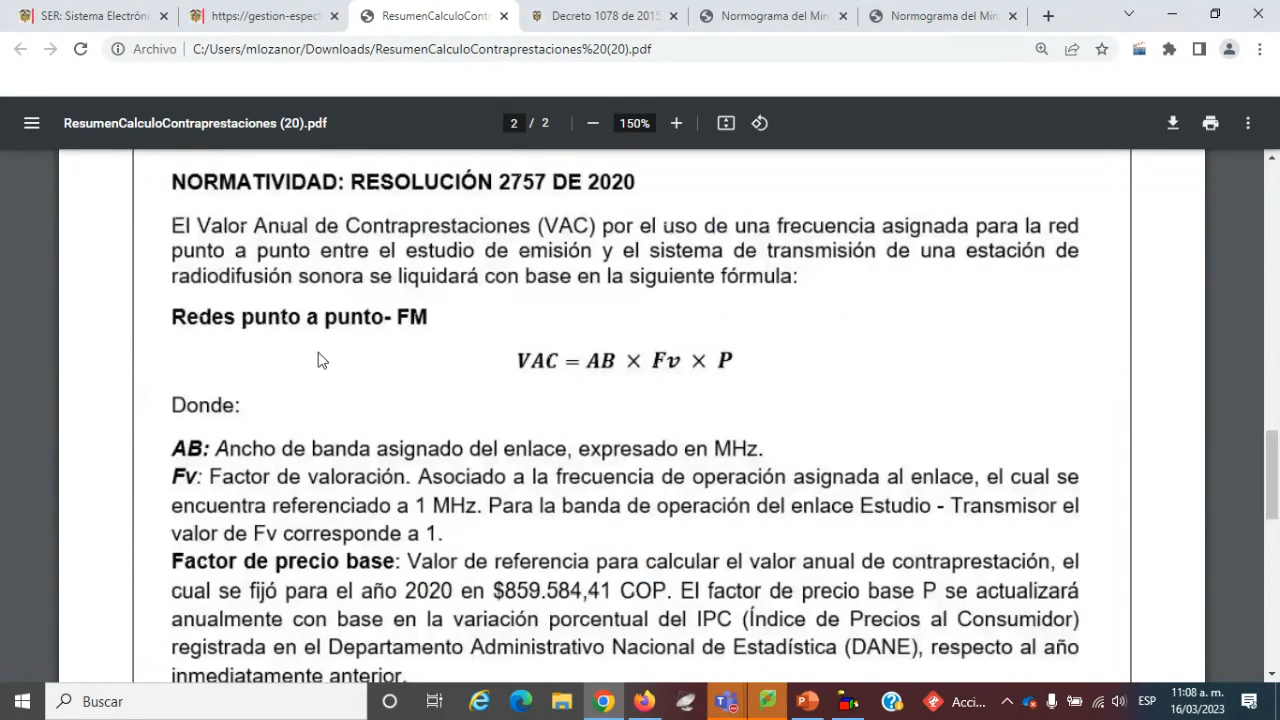 SER: Sistema Electróni
https://gestion-espect
ResumenCalculoContraprestaciones
Decreto 1078 de 2015
Normograma del Min
Normograma del Min
Archivo
C:/Users/mlozanor/Downloads/ResumenCalculoContraprestaciones%20(20).pdf
ResumenCalculoContraprestaciones (20).pdf
2 / 2
150%
NORMATIVIDAD: RESOLUCIÓN 2757 DE 2020
El Valor Anual de Contraprestaciones (VAC) por el uso de una frecuencia asignada para la red
punto a punto entre el estudio de emisión y el sistema de transmisión de una estación de
radiodifusión sonora se liquidará con base en la siguiente fórmula:
Redes punto a punto- FM
VAC = AB × Fv × P
Donde:
AB: Ancho de banda asignado del enlace, expresado en MHz.
Fv: Factor de valoración. Asociado a la frecuencia de operación asignada al enlace, el cual se
encuentra referenciado a 1 MHz. Para la banda de operación del enlace Estudio - Transmisor el
valor de Fv corresponde a 1.
Factor de precio base: Valor de referencia para calcular el valor anual de contraprestación, el
cual se fijó para el año 2020 en $859.584,41 COP. El factor de precio base P se actualizará
anualmente con base en la variación porcentual del IPC (Índice de Precios al Consumidor)
registrada en el Departamento Administrativo Nacional de Estadística (DANE), respecto al año
inmediatamente anterior.
Buscar
Acci...
ESP
11:08 a. m.
16/03/2023